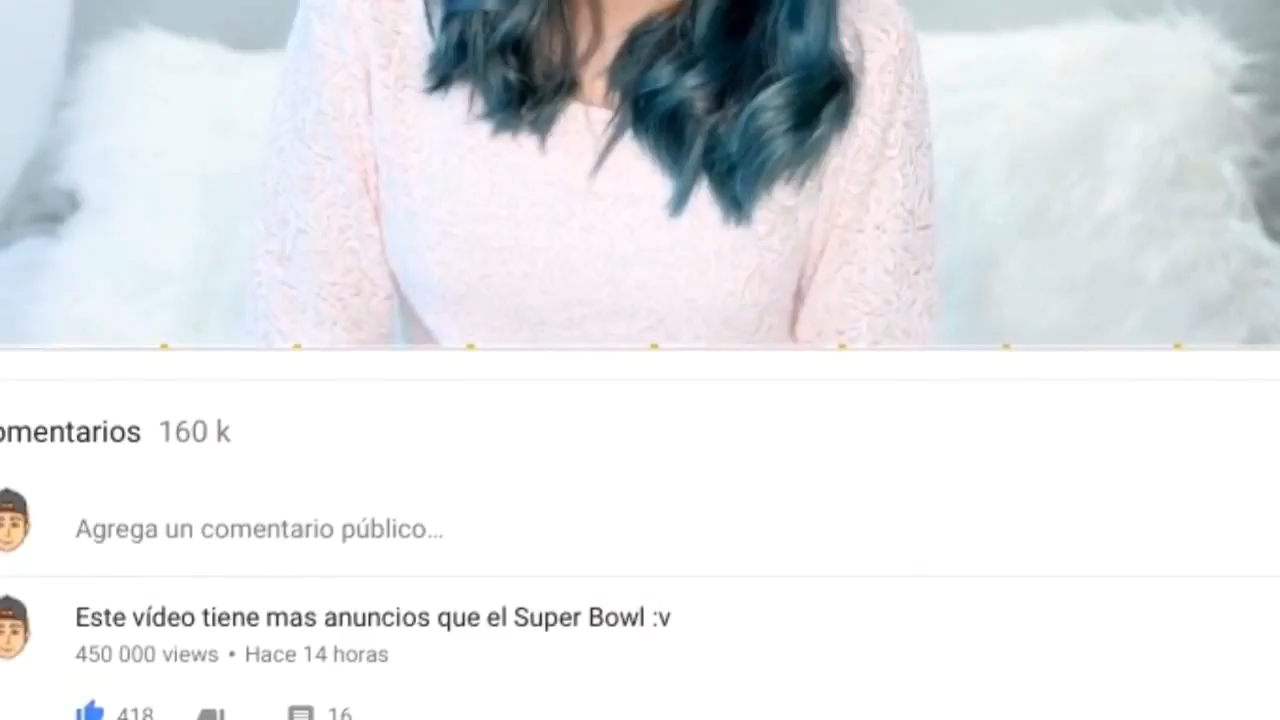 omentarios 160 k
Agrega un comentario público...
Este vídeo tiene mas anuncios que el Super Bowl :v
450 000 views • Hace 14 horas
418 16